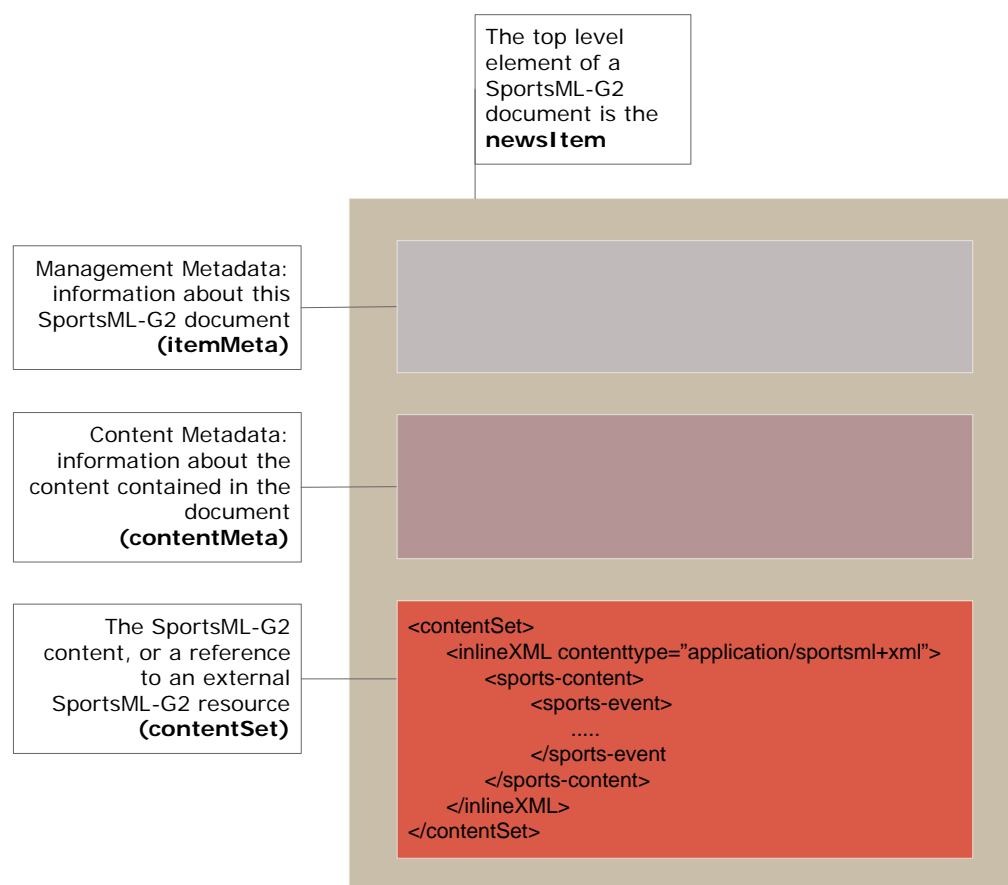 The top level
element of a
SportsML-G2
document is the
newsItem
Management Metadata:
information about this
SportsML-G2 document
(itemMeta)
Content Metadata:
information about the
content contained in the
document
(contentMeta)
The SportsML-G2
content, or a reference
to an external
SportsML-G2 resource
(contentSet)
<contentSet>
<inlineXML contenttype=”application/sportsml+xml”>
<sports-content>
<sports-event>
.....
</sports-event
</sports-content>
</inlineXML>
</contentSet>